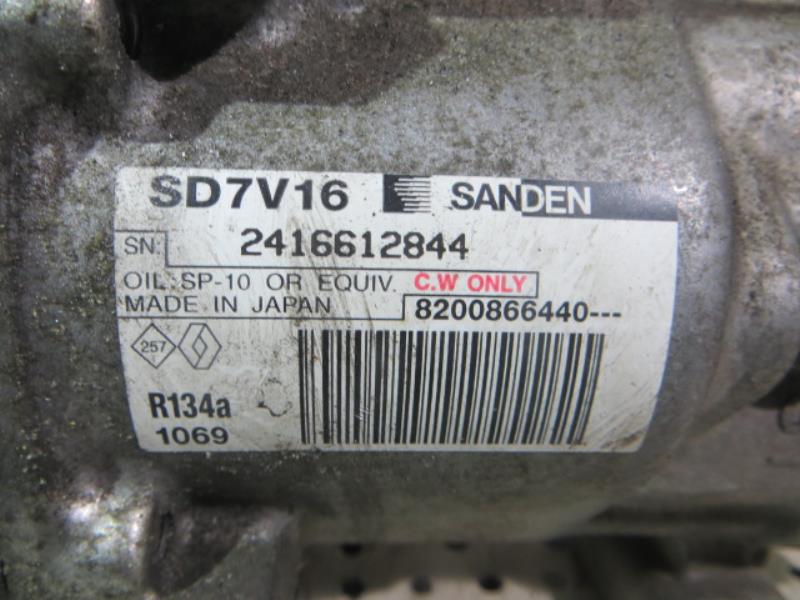 SD7V16 SANDEN
SN: 2416612844
OIL:SP-10 OR EQUIV. C.W ONLY
MADE IN JAPAN 8200866440---
257
R134a
1069